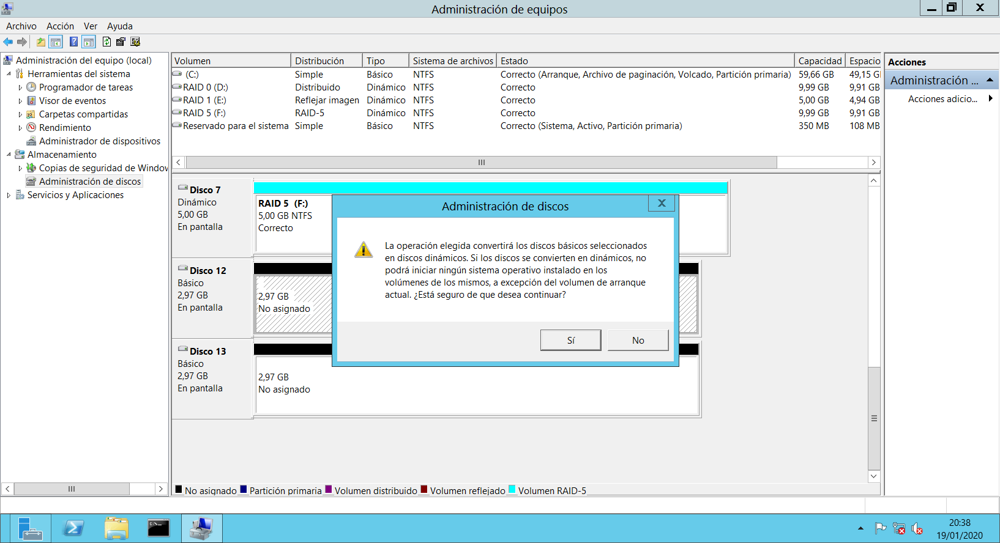 Administración de equipos
Archivo Acción Ver Ayuda
Administración del equipo (local)
Herramientas del sistema
Programador de tareas
Visor de eventos
Carpetas compartidas
Rendimiento
Administrador de dispositivos
Almacenamiento
Copias de seguridad de Window
Administración de discos
Servicios y Aplicaciones
Volumen Distribución Tipo Sistema de archivos Estado Capacidad Espacio
(C:) Simple Básico NTFS Correcto (Arranque, Archivo de paginación, Volcado, Partición primaria) 59,66 GB 49,15 GI
RAID 0 (D:) Distribuido Dinámico NTFS Correcto 9,99 GB 9,91 GB
RAID 1 (E:) Reflejar imagen Dinámico NTFS Correcto 5,00 GB 4,94 GB
RAID 5 (F:) RAID-5 Dinámico NTFS Correcto 9,99 GB 9,91 GB
Reservado para el sistema Simple Básico NTFS Correcto (Sistema, Activo, Partición primaria) 350 MB 108 MB
Disco 7
Dinámico
5,00 GB
En pantalla
RAID 5 (F:)
5,00 GB NTFS
Correcto
Disco 12
Básico
2,97 GB
En pantalla
2,97 GB
No asignado
Disco 13
Básico
2,97 GB
En pantalla
2,97 GB
No asignado
No asignado Partición primaria Volumen distribuido Volumen reflejado Volumen RAID-5
Administración de discos
X
La operación elegida convertirá los discos básicos seleccionados
en discos dinámicos. Si los discos se convierten en dinámicos, no
podrá iniciar ningún sistema operativo instalado en los
volúmenes de los mismos, a excepción del volumen de arranque
actual. ¿Está seguro de que desea continuar?
Sí No
Acciones
Administración ...
Acciones adicio...
20:38
19/01/2020